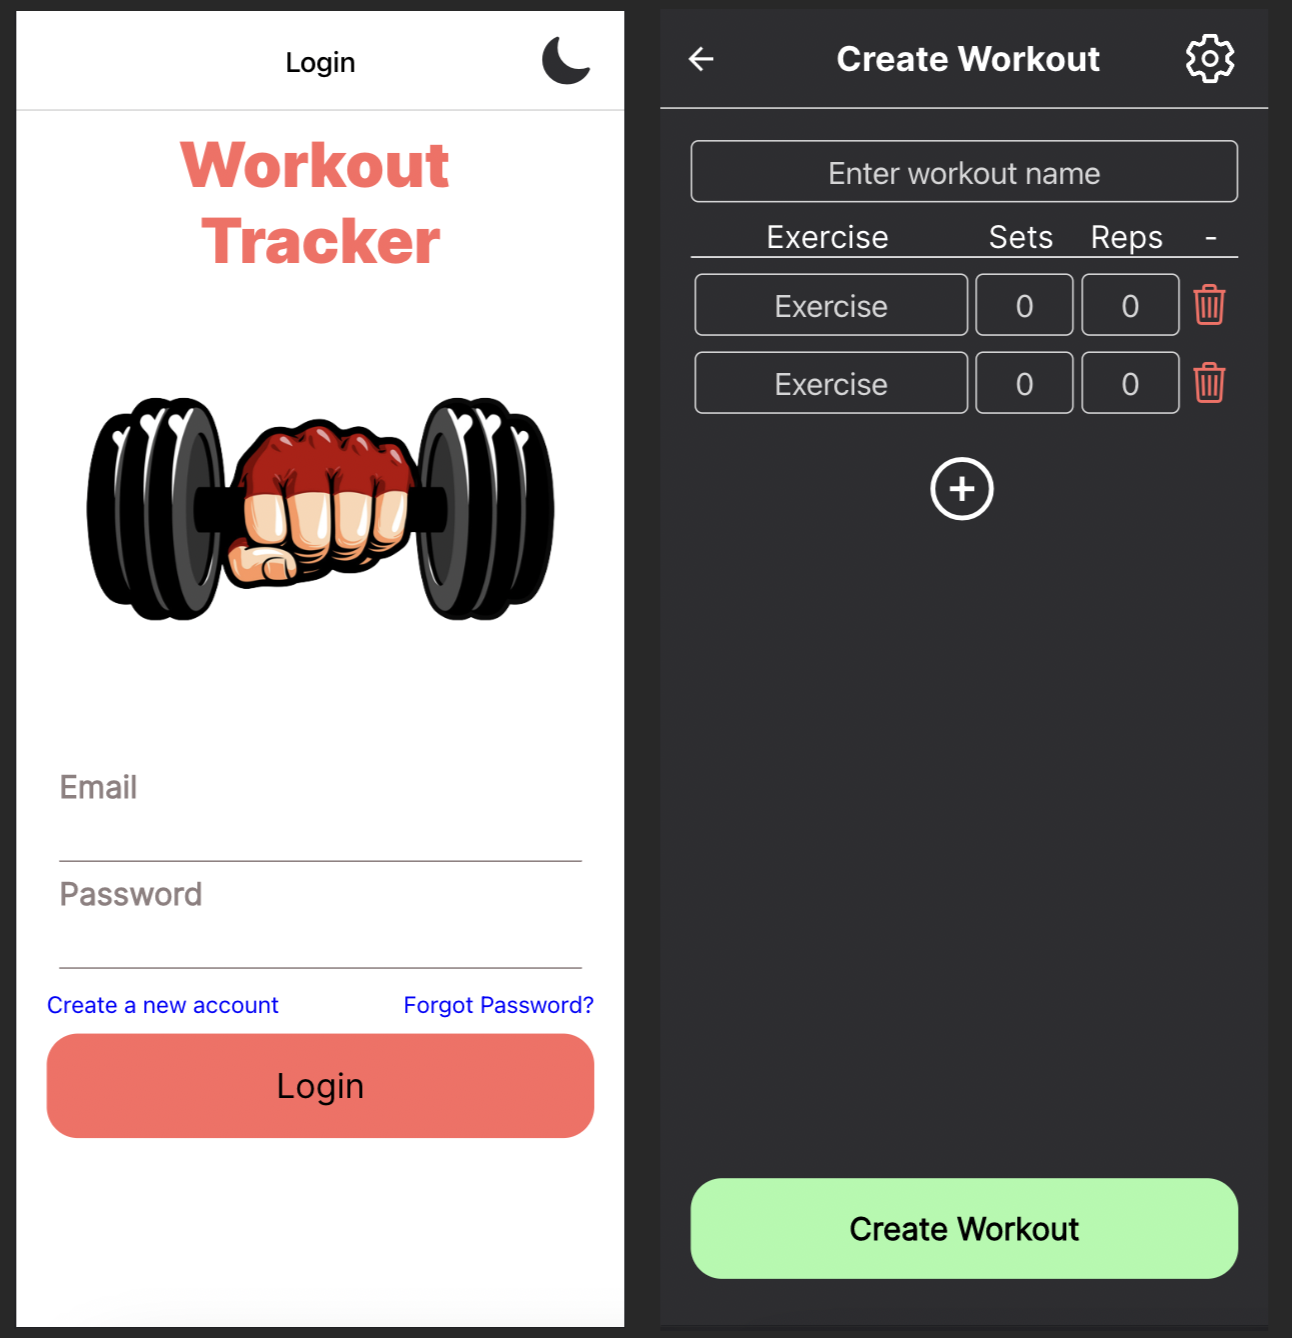 Login
Workout
Tracker
Email
Password
Create a new account Forgot Password?
Login
Create Workout
Enter workout name
Exercise Sets Reps -
Exercise 0 0
Exercise 0 0
Create Workout